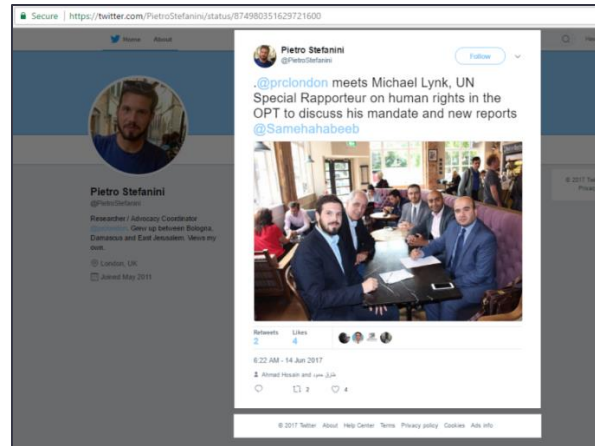 Secure | https://twitter.com/PietroStefanini/status/874980351629721600
Home About
Pietro Stefanini
@PietroStefanini
Follow
.@prclondon meets Michael Lynk, UN
Special Rapporteur on human rights in the
OPT to discuss his mandate and new reports
@Samehahabeeb
Retweets Likes
2 4
6:22 AM - 14 Jun 2017
2 4
© 2017 Twitter About Help Center Terms Privacy policy Cookies Ads info
Pietro Stefanini
@PietroStefanini
Researcher / Advocacy Coordinator
@prclondon. Grew up between Bologna,
Damascus and East Jerusalem. Views my
own.
London, UK
Joined May 2011
© 2017